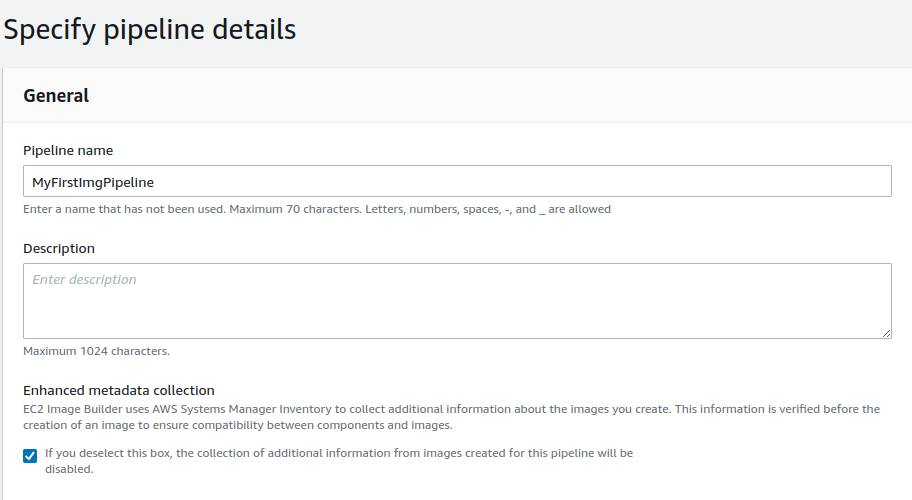 Specify pipeline details
General
Pipeline name
MyFirstImgPipeline
Enter a name that has not been used. Maximum 70 characters. Letters, numbers, spaces, -, and _ are allowed
Description
Enter description
Maximum 1024 characters.
Enhanced metadata collection
EC2 Image Builder uses AWS Systems Manager Inventory to collect additional information about the images you create. This information is verified before the
creation of an image to ensure compatibility between components and images.
If you deselect this box, the collection of additional information from images created for this pipeline will be
disabled.